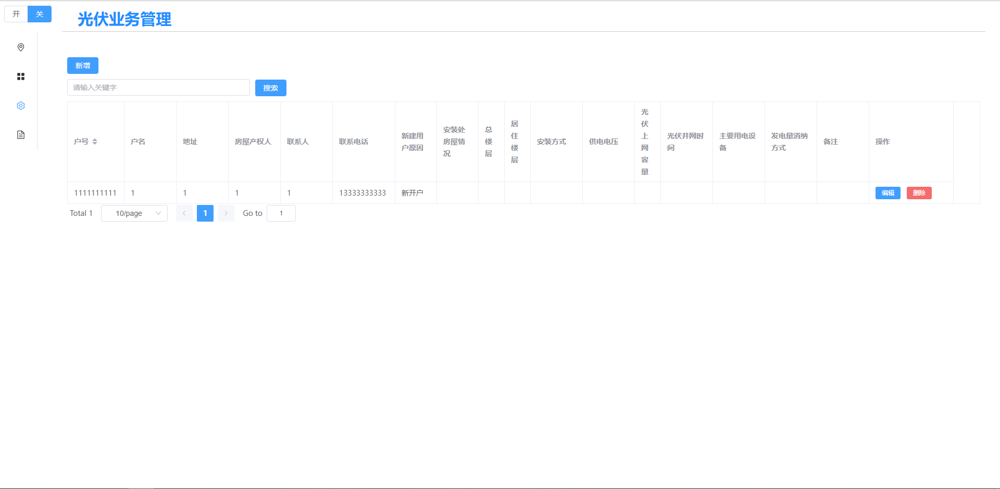 开 关
光伏业务管理
新增
请输入关键字 搜索
户号 户名 地址 房屋产权人 联系人 联系电话 新建用户原因 安装处房屋情况 总楼层 居住楼层 安装方式 供电电压 光伏上网容量 光伏井网时间 主要用电设备 发电量消纳方式 备注 操作
1111111111 1 1 1 1 13333333333 新开户 编辑 删除
Total 1 10/page 1 Go to 1